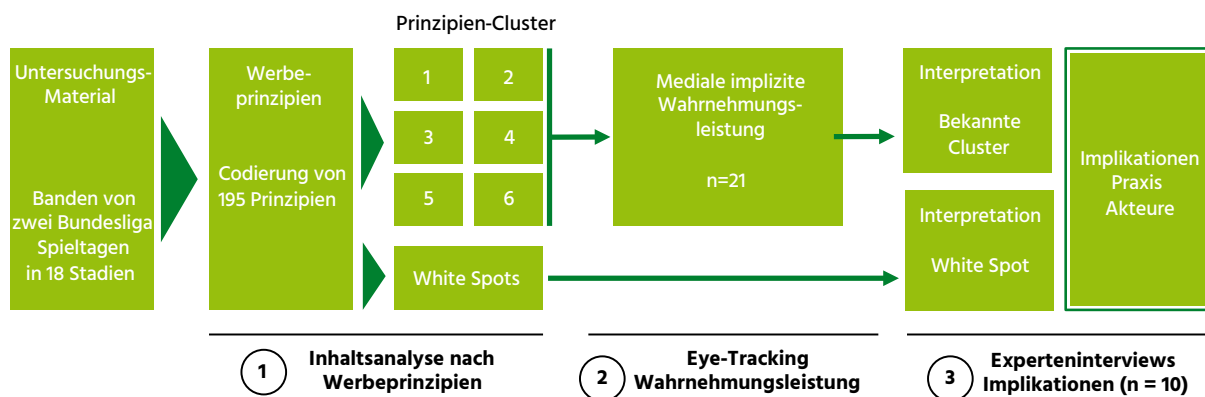 Prinzipien-Cluster
Untersuchungs-
Material
Banden von
zwei Bundesliga
Spieltagen
in 18 Stadien
Werbe-
prinzipien
Codierung von
195 Prinzipien
1
2
3
4
5
6
White Spots
Mediale implizite
Wahrnehmungs-
leistung
n=21
Interpretation
Bekannte
Cluster
Interpretation
White Spot
Implikationen
Praxis
Akteure
1
Inhaltsanalyse nach
Werbeprinzipien
2
Eye-Tracking
Wahrnehmungsleistung
3
Experteninterviews
Implikationen (n = 10)